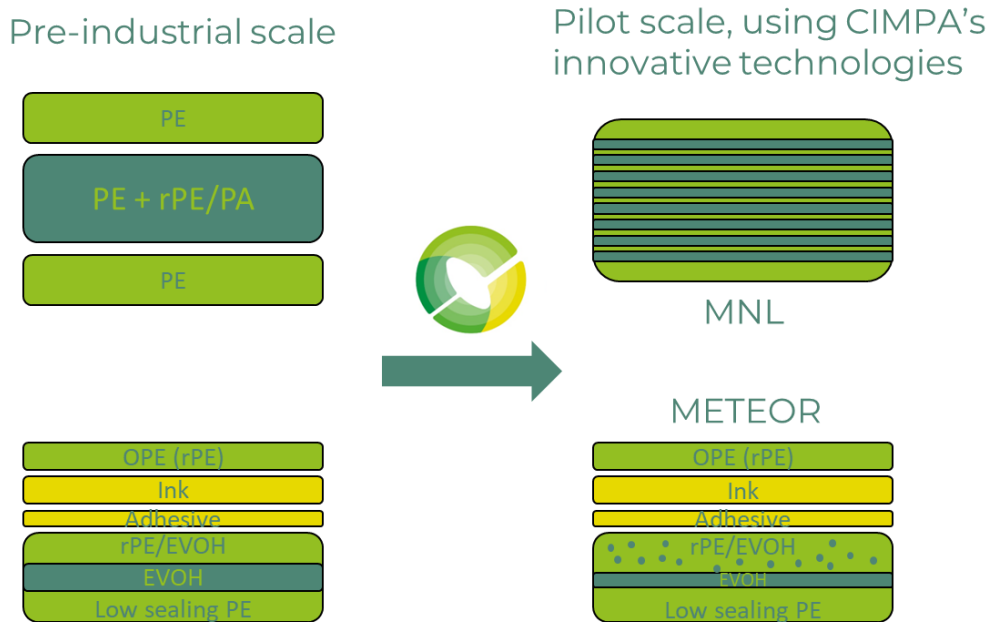 Pre-industrial scale
PE
PE + rPE/PA
PE
OPE (rPE)
Ink
Adhesive
rPE/EVOH
EVOH
Low sealing PE
Pilot scale, using CIMPA's
innovative technologies
MNL
METEOR
OPE (rPE)
Ink
Adhesive
rPE/EVOH
EVOH
Low sealing PE